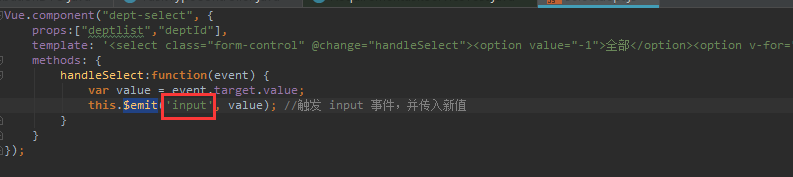 Vue.component("dept-select", {
props:["deptlist","deptId"],
template: '<select class="form-control" @change="handleSelect"><option value="-1">全部</option><option v-for='
methods: {
handleSelect:function(event) {
var value = event.target.value;
this.$emit('input', value); //触发 input 事件，并传入新值
}
}
});